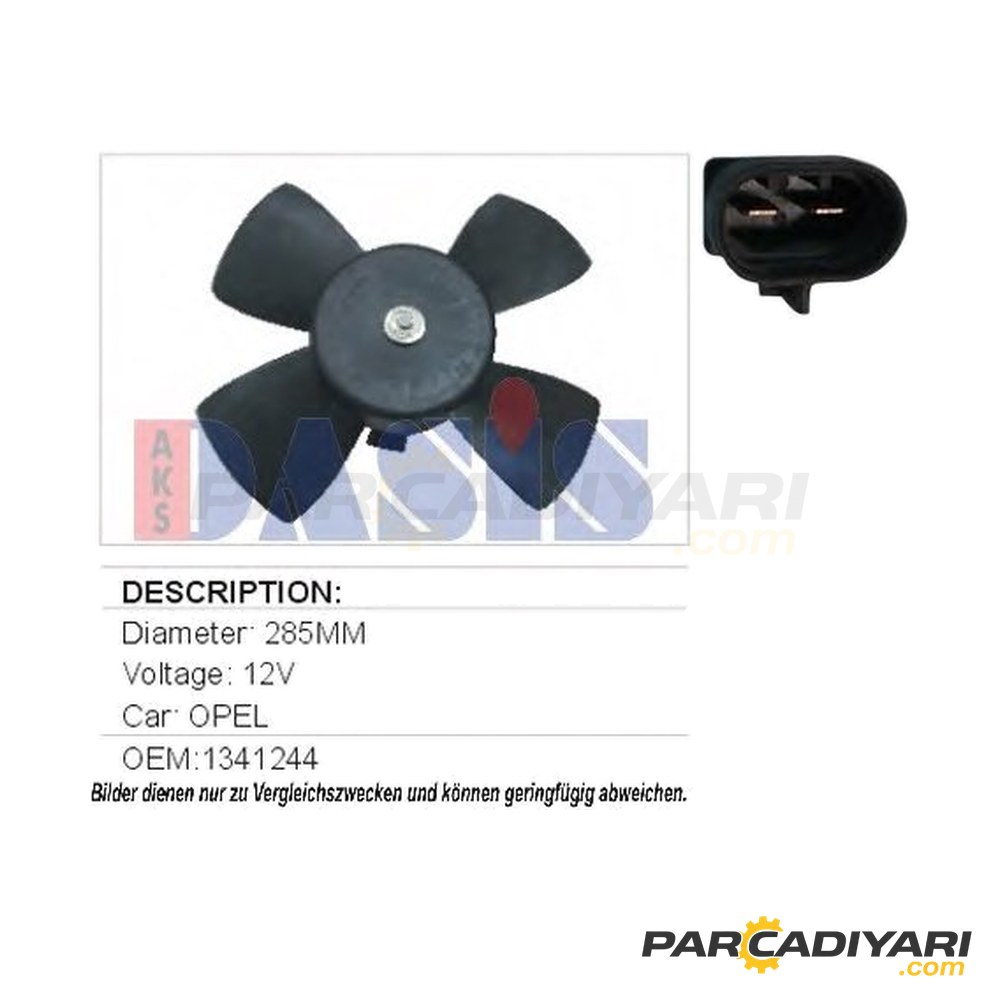 AKS
DASIS
PARCADIYARI
.com
DESCRIPTION:
Diameter: 285MM
Voltage: 12V
Car: OPEL
OEM:1341244
Bilder dienen nur zu Vergleichszwecken und können geringfügig abweichen.
PARCADIYARI
.com